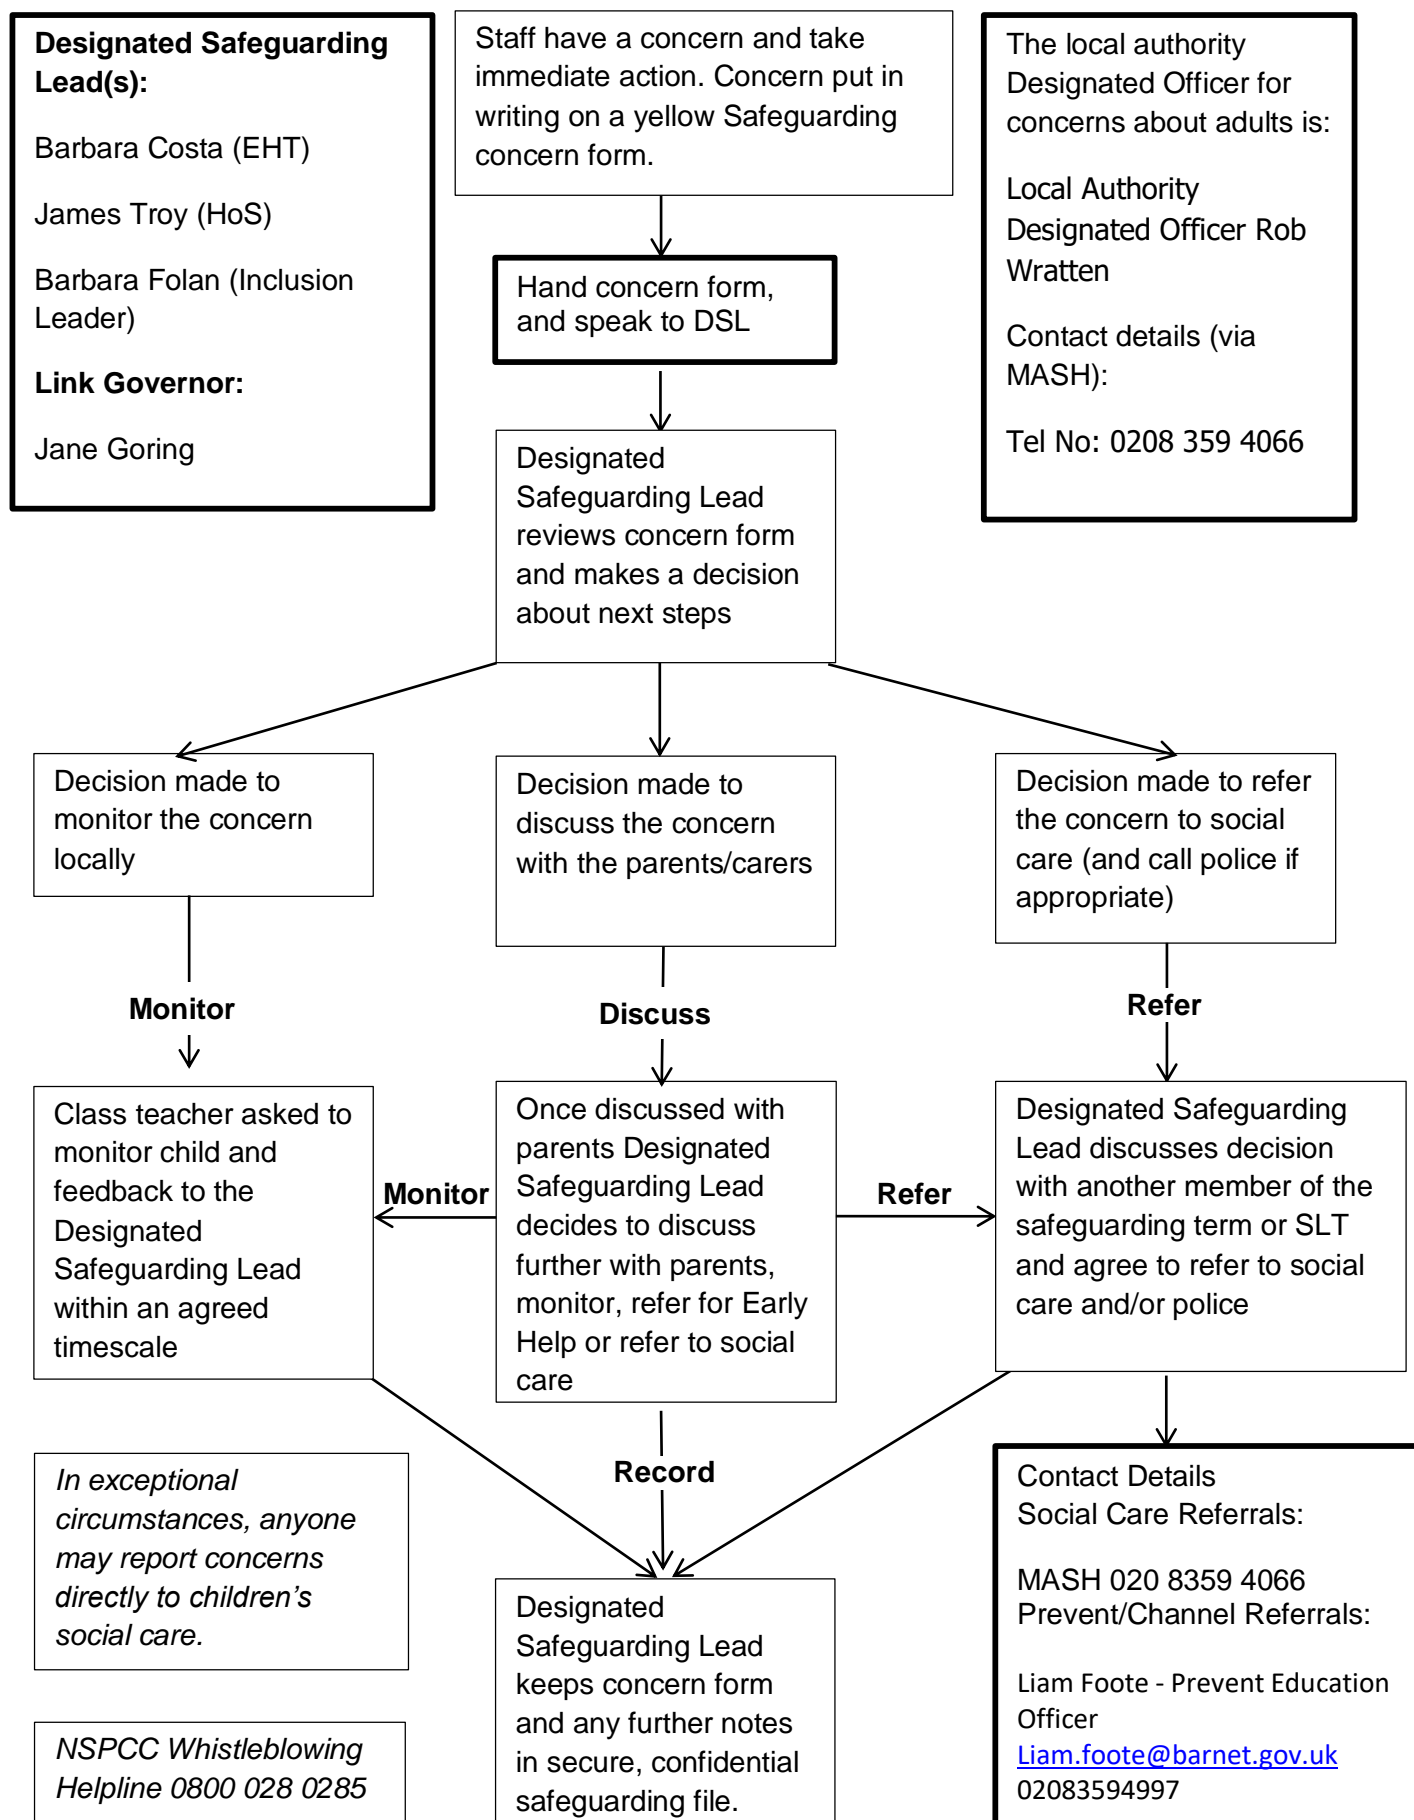 Designated Safeguarding
Lead(s):
Barbara Costa (EHT)
James Troy (HoS)
Barbara Folan (Inclusion
Leader)
Link Governor:
Jane Goring
Staff have a concern and take
immediate action. Concern put in
writing on a yellow Safeguarding
concern form.
The local authority
Designated Officer for
concerns about adults is:
Local Authority
Designated Officer Rob
Wratten
Contact details (via
MASH):
Tel No: 0208 359 4066
Hand concern form,
and speak to DSL
Designated
Safeguarding Lead
reviews concern form
and makes a decision
about next steps
Decision made to
monitor the concern
locally
Decision made to
discuss the concern
with the parents/carers
Decision made to refer
the concern to social
care (and call police if
appropriate)
Monitor
Discuss
Refer
Class teacher asked to
monitor child and
feedback to the
Designated
Safeguarding Lead
within an agreed
timescale
Monitor
Once discussed with
parents Designated
Safeguarding Lead
decides to discuss
further with parents,
monitor, refer for Early
Help or refer to social
care
Refer
Designated Safeguarding
Lead discusses decision
with another member of the
safeguarding term or SLT
and agree to refer to social
care and/or police
Record
In exceptional
circumstances, anyone
may report concerns
directly to children’s
social care.
NSPCC Whistleblowing
Helpline 0800 028 0285
Designated
Safeguarding Lead
keeps concern form
and any further notes
in secure, confidential
safeguarding file.
Contact Details
Social Care Referrals:
MASH 020 8359 4066
Prevent/Channel Referrals:
Liam Foote - Prevent Education
Officer
Liam.foote@barnet.gov.uk
02083594997